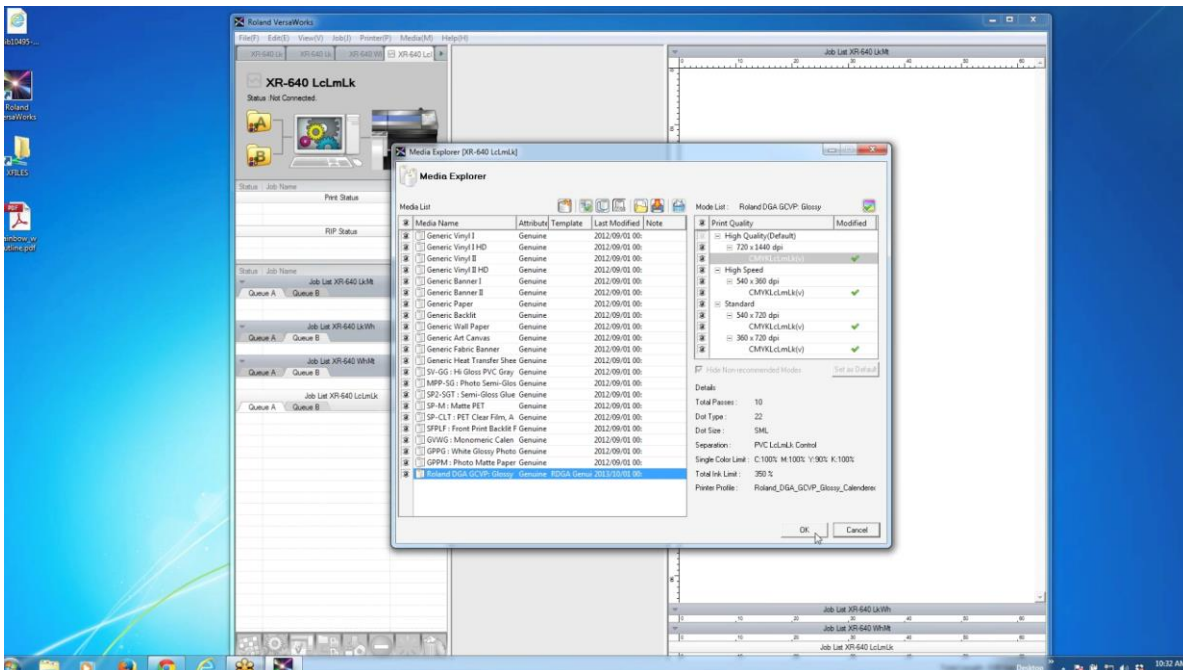 Roland VersaWorks
File(F) Edit(E) View(V) Job(J) Printer(P) Media(M) Help(H)
XR-640 Lk XR-640 Lk XR-640 Wh XR-640 Lcl
Roland
XFILES
XR-640 LcLmLk
Status :Not Connected.
A
B
Status Job Name
Print Status
RIP Status
Status Job Name
Job List XR-640 LkMt
Queue A Queue B
Job List XR-640 LkWh
Queue A Queue B
Job List XR-640 WhMt
Queue A Queue B
Job List XR-640 LcLmLk
Queue A Queue B
Job List XR-640 LkMt
Media Explorer [XR-640 LcLmLk]
Media Explorer
Media List
Media Name Attribute Template Last Modified Note
Generic Vinyl I Genuine 2012/09/01 00:
Generic Vinyl I HD Genuine 2012/09/01 00:
Generic Vinyl II Genuine 2012/09/01 00:
Generic Vinyl II HD Genuine 2012/09/01 00:
Generic Banner I Genuine 2012/09/01 00:
Generic Banner II Genuine 2012/09/01 00:
Generic Paper Genuine 2012/09/01 00:
Generic Backlit Genuine 2012/09/01 00:
Generic Wall Paper Genuine 2012/09/01 00:
Generic Art Canvas Genuine 2012/09/01 00:
Generic Fabric Banner Genuine 2012/09/01 00:
Generic Heat Transfer Shee Genuine 2012/09/01 00:
SV-GG : Hi Gloss PVC Gray Genuine 2012/09/01 00:
MPP-SG : Photo Semi-Glos Genuine 2012/09/01 00:
SP2-SGT : Semi-Gloss Glue Genuine 2012/09/01 00:
SP-M : Matte PET Genuine 2012/09/01 00:
SP-CLT : PET Clear Film, A Genuine 2012/09/01 00:
SFPLF : Front Print Backlit F Genuine 2012/09/01 00:
GVWG : Monomeric Calen Genuine 2012/09/01 00:
GPPG : White Glossy Photo Genuine 2012/09/01 00:
GPPM : Photo Matte Paper Genuine 2012/09/01 00:
Roland DGA GCVP: Glossy Genuine RDGA Genui 2013/10/01 00:
Mode List : Roland DGA GCVP: Glossy
Print Quality Modified
High Quality(Default)
720 x 1440 dpi
CMYKLcLmLk(v)
High Speed
540 x 360 dpi
CMYKLcLmLk(v)
Standard
540 x 720 dpi
CMYKLcLmLk(v)
360 x 720 dpi
CMYKLcLmLk(v)
Hide Non recommended Modes Set as Default
Details
Total Passes : 10
Dot Type : 22
Dot Size : SML
Separation : PVC LcLmLk Control
Single Color Limit : C:100% M:100% Y:90% K:100%
Total Ink Limit : 350 %
Printer Profile : Roland_DGA_GCVP_Glossy_Calenderec
OK Cancel
Job List XR-640 LkWh
Job List XR-640 WhMt
Job List XR-640 LcLmLk
Desktop
10:32 AM